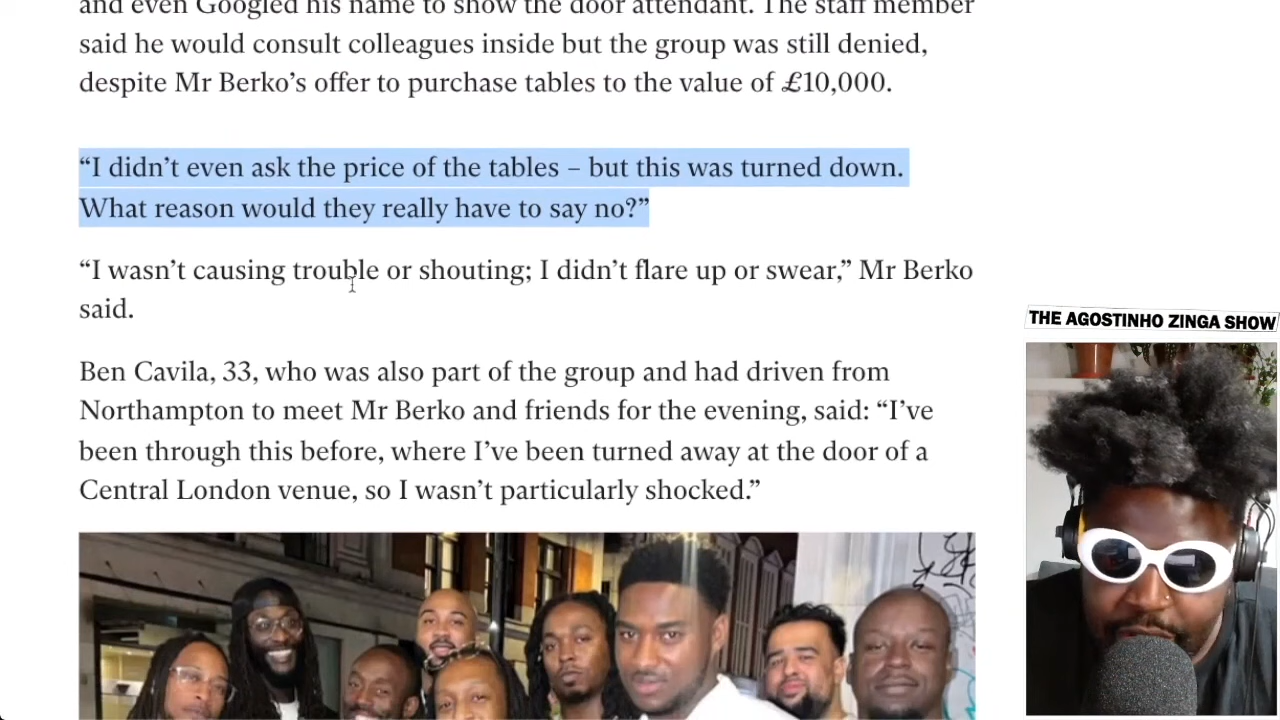 and even Googled his name to show the door attendant. The staff member
said he would consult colleagues inside but the group was still denied,
despite Mr Berko’s offer to purchase tables to the value of £10,000.
“I didn’t even ask the price of the tables – but this was turned down.
What reason would they really have to say no?”
“I wasn’t causing trouble or shouting; I didn’t flare up or swear,” Mr Berko
said.
Ben Cavila, 33, who was also part of the group and had driven from
Northampton to meet Mr Berko and friends for the evening, said: “I’ve
been through this before, where I’ve been turned away at the door of a
Central London venue, so I wasn’t particularly shocked.”
THE AGOSTINHO ZINGA SHOW